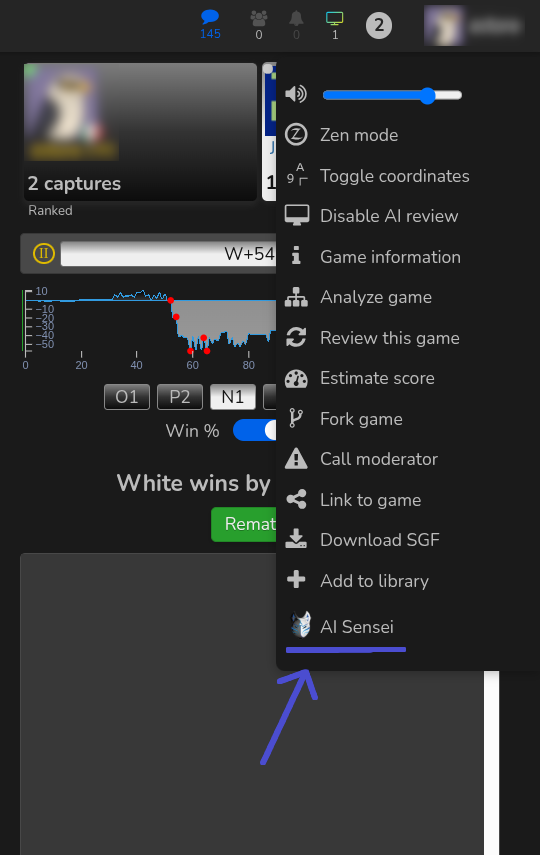 145
0
0
1
2
2 captures
J
1
Ranked
W+54
10
−10
−20
−30
−40
−50
0
20
40
60
80
O1
P2
N1
Win %
White wins by
Remat
Zen mode
9 A
Toggle coordinates
Disable AI review
Game information
Analyze game
Review this game
Estimate score
Fork game
Call moderator
Link to game
Download SGF
Add to library
AI Sensei